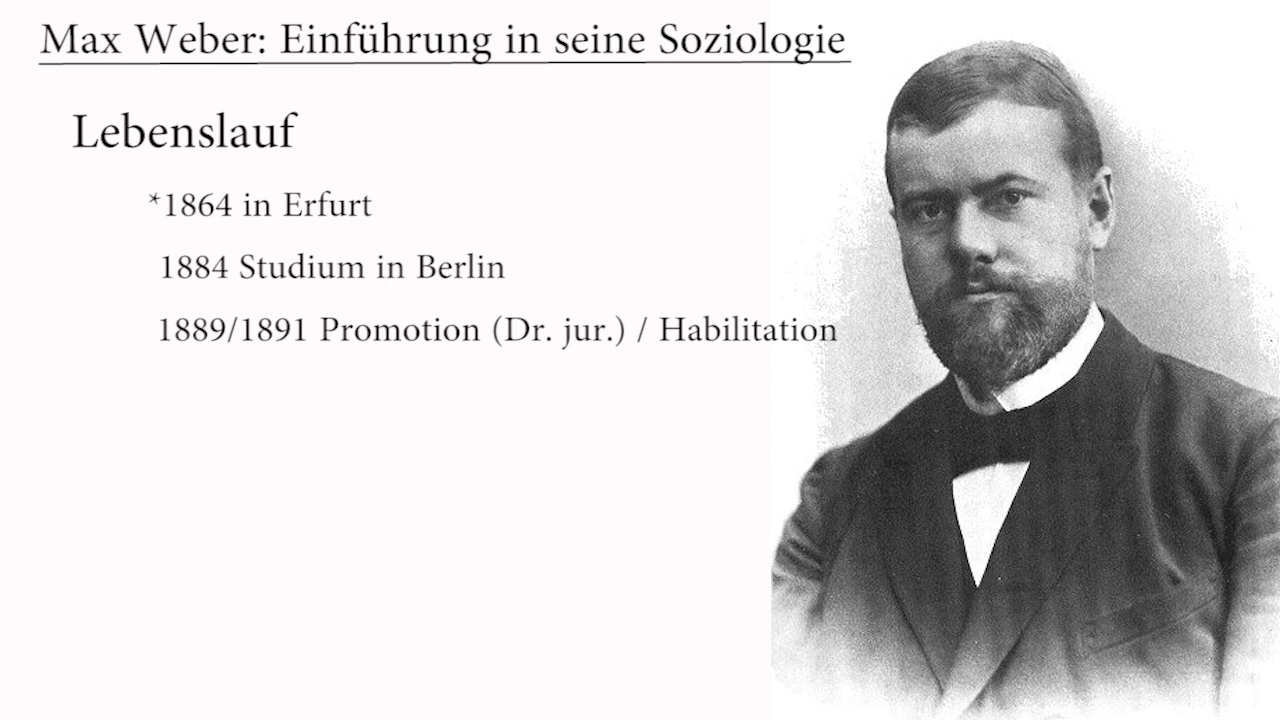 Max Weber: Einführung in seine Soziologie
Lebenslauf
*1864 in Erfurt
1884 Studium in Berlin
1889/1891 Promotion (Dr. jur.) / Habilitation